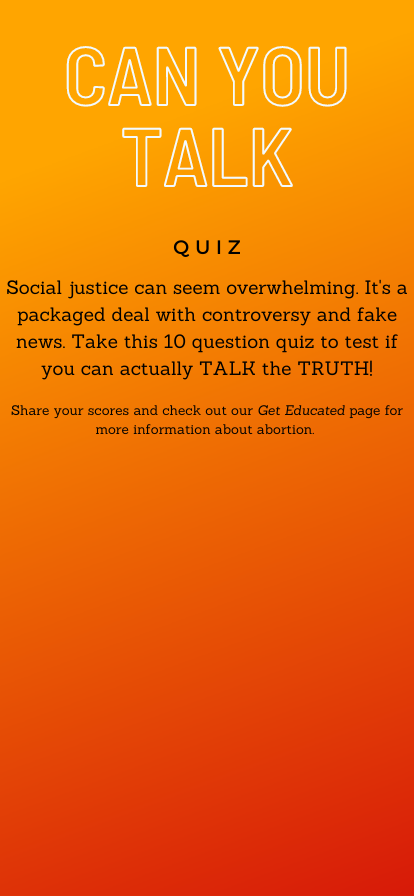 CAN YOU
TALK
QUIZ
Social justice can seem overwhelming. It's a
packaged deal with controversy and fake
news. Take this 10 question quiz to test if
you can actually TALK the TRUTH!
Share your scores and check out our Get Educated page for
more information about abortion.